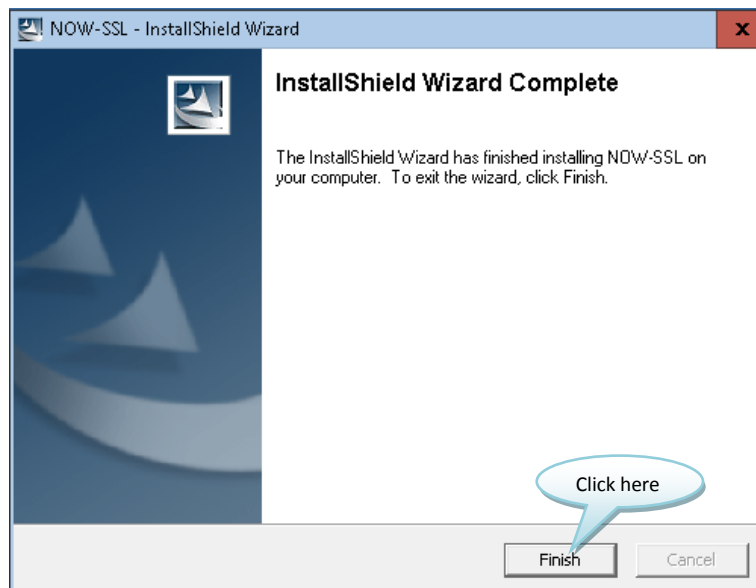 NOW-SSL - InstallShield Wizard
x
InstallShield Wizard Complete
The InstallShield Wizard has finished installing NOW-SSL on
your computer.  To exit the wizard, click Finish.
Click here
Finish
Cancel